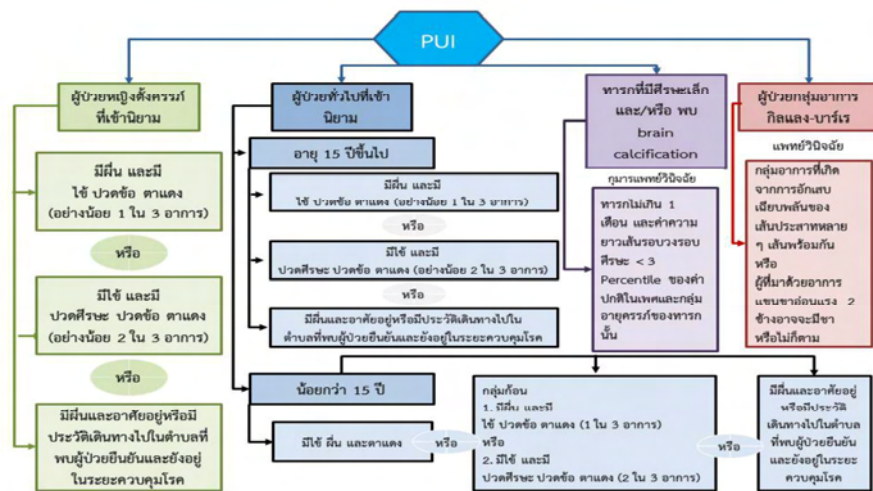 PUI
ผู้ป่วยหญิงตั้งครรภ์
ที่เข้านิยาม
มีผื่น และมี
ไข้ ปวดข้อ ตาแดง
(อย่างน้อย 1 ใน 3 อาการ)
หรือ
มีไข้ และมี
ปวดศีรษะ ปวดข้อ ตาแดง
(อย่างน้อย 2 ใน 3 อาการ)
หรือ
มีผื่นและอาศัยอยู่หรือมี
ประวัติเดินทางไปในตำบลที่
พบผู้ป่วยยืนยันและยังอยู่
ในระยะควบคุมโรค
ผู้ป่วยทั่วไปที่เข้า
นิยาม
อายุ 15 ปีขึ้นไป
มีผื่น และมี
ไข้ ปวดข้อ ตาแดง (อย่างน้อย 1 ใน 3 อาการ)
หรือ
มีไข้ และมี
ปวดศีรษะ ปวดข้อ ตาแดง (อย่างน้อย 2 ใน 3 อาการ)
หรือ
มีผื่นและอาศัยอยู่หรือมีประวัติเดินทางไปใน
ตำบลที่พบผู้ป่วยยืนยันและยังอยู่ในระยะควบคุมโรค
น้อยกว่า 15 ปี
มีไข้ ผื่น และตาแดง
หรือ
กลุ่มก้อน
1. มีผื่น และมี
ไข้ ปวดข้อ ตาแดง (1 ใน 3 อาการ)
หรือ
2. มีไข้ และมี
ปวดศีรษะ ปวดข้อ ตาแดง (2 ใน 3 อาการ)
หรือ
มีผื่นและอาศัยอยู่
หรือมีประวัติ
เดินทางไปในตำบล
ที่พบผู้ป่วยยืนยัน
และยังอยู่ในระยะ
ควบคุมโรค
ทารกที่มีศีรษะเล็ก
และ/หรือ พบ
brain
calcification
กุมารแพทย์วินิจฉัย
ทารกไม่เกิน 1
เดือน และค่าความ
ยาวเส้นรอบวงรอบ
ศีรษะ < 3
Percentile ของค่า
ปกติในเพศและกลุ่ม
อายุครรภ์ของทารก
นั้น
ผู้ป่วยกลุ่มอาการ
กิลแลง-บาร์เร
แพทย์วินิจฉัย
กลุ่มอาการที่เกิด
จากการอักเสบ
เฉียบพลันของ
เส้นประสาทหลาย
ๆ เส้นพร้อมกัน
หรือ
ผู้ที่มาด้วยอาการ
แขนขาอ่อนแรง 2
ข้างอาจจะมีชา
หรือไม่ก็ตาม